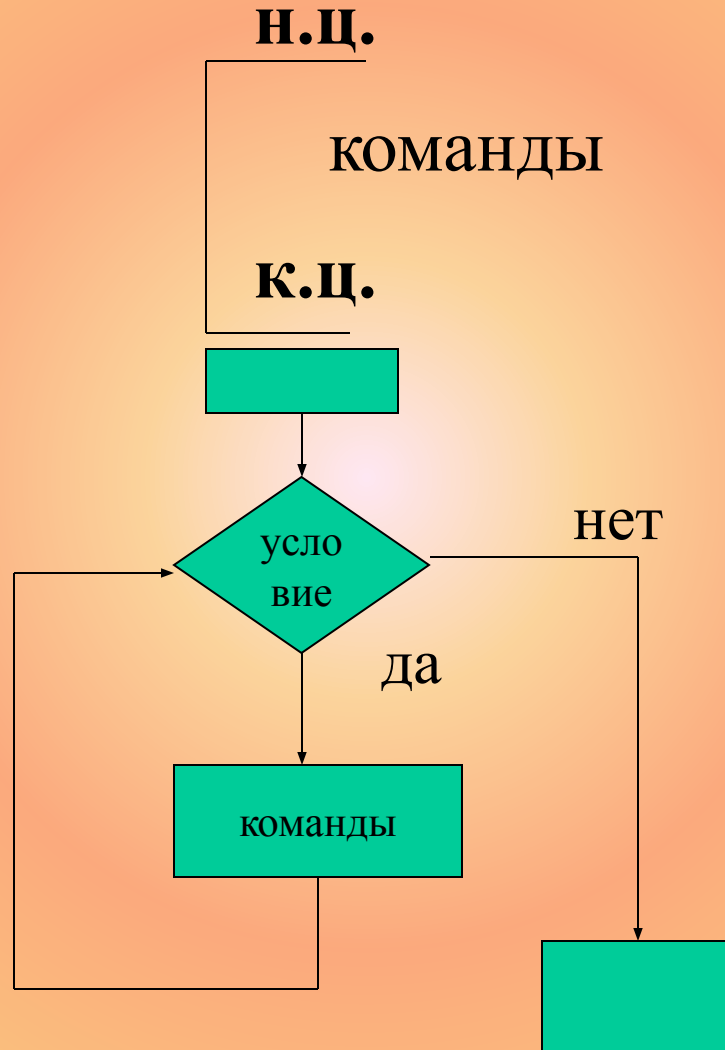 н.ц.
команды
к.ц.
усло
вие
нет
да
команды